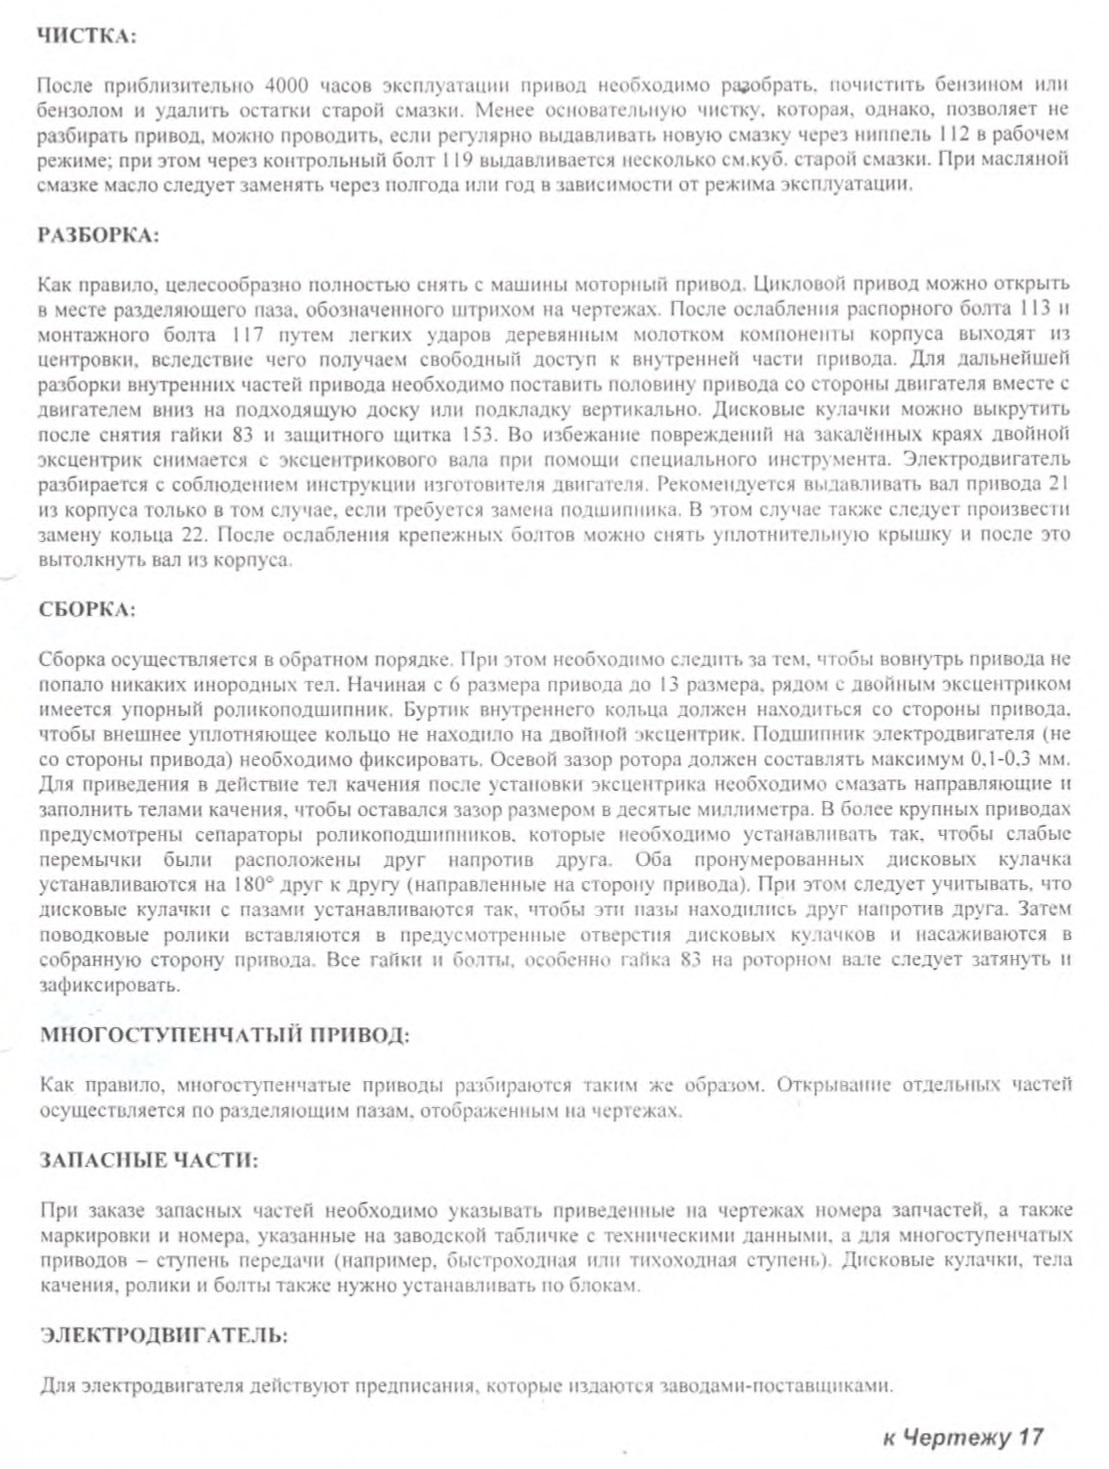 ЧИСТКА:
После приблизительно 4000 часов эксплуатации привод необходимо разобрать, почистить бензином или
бензолом и удалить остатки старой смазки. Менее основательную чистку, которая, однако, позволяет не
разбирать привод, можно проводить, если регулярно выдавливать новую смазку через ниппель 112 в рабочем
режиме; при этом через контрольный болт 119 выдавливается несколько см.куб. старой смазки. При масляной
смазке масло следует заменять через полгода или год в зависимости от режима эксплуатации.
РАЗБОРКА:
Как правило, целесообразно полностью снять с машины моторный привод. Цикловой привод можно открыть
в месте разделяющего паза, обозначенного штрихом на чертежах. После ослабления распорного болта 113 и
монтажного болта 117 путем легких ударов деревянным молотком компоненты корпуса выходят из
центровки, вследствие чего получаем свободный доступ к внутренней части привода. Для дальнейшей
разборки внутренних частей привода необходимо поставить половину привода со стороны двигателя вместе с
двигателем вниз на подходящую доску или подкладку вертикально. Дисковые кулачки можно выкрутить
после снятия гайки 83 и защитного щитка 153. Во избежание повреждений на закалённых краях двойной
эксцентрик снимается с эксцентрикового вала при помощи специального инструмента. Электродвигатель
разбирается с соблюдением инструкции изготовителя двигателя. Рекомендуется выдавливать вал привода 21
из корпуса только в том случае, если требуется замена подшипника. В этом случае также следует произвести
замену кольца 22. После ослабления крепежных болтов можно снять уплотнительную крышку и после это
вытолкнуть вал из корпуса.
СБОРКА:
Сборка осуществляется в обратном порядке. При этом необходимо следить за тем, чтобы вовнутрь привода не
попало никаких инородных тел. Начиная с 6 размера привода до 13 размера, рядом с двойным эксцентриком
имеется упорный роликоподшипник. Буртик внутреннего кольца должен находиться со стороны привода,
чтобы внешнее уплотняющее кольцо не находило на двойной эксцентрик. Подшипник электродвигателя (не
со стороны привода) необходимо фиксировать. Осевой зазор ротора должен составлять максимум 0,1-0,3 мм.
Для приведения в действие тел качения после установки эксцентрика необходимо смазать направляющие и
заполнить телами качения, чтобы оставался зазор размером в десятые миллиметра. В более крупных приводах
предусмотрены сепараторы роликоподшипников, которые необходимо устанавливать так, чтобы слабые
перемычки были расположены друг напротив друга. Оба пронумерованных дисковых кулачка
устанавливаются на 180° друг к другу (направленные на сторону привода). При этом следует учитывать, что
дисковые кулачки с пазами устанавливаются так, чтобы эти пазы находились друг напротив друга. Затем
поводковые ролики вставляются в предусмотренные отверстия дисковых кулачков и насаживаются в
собранную сторону привода. Все гайки и болты, особенно гайка 83 на роторном вале следует затянуть и
зафиксировать.
МНОГОСТУПЕНЧАТЫЙ ПРИВОД:
Как правило, многоступенчатые приводы разбираются таким же образом. Открывание отдельных частей
осуществляется по разделяющим пазам, отображенным на чертежах.
ЗАПАСНЫЕ ЧАСТИ:
При заказе запасных частей необходимо указывать приведенные на чертежах номера запчастей, а также
маркировки и номера, указанные на заводской табличке с техническими данными, а для многоступенчатых
приводов – ступень передачи (например, быстроходная или тихоходная ступень). Дисковые кулачки, тела
качения, ролики и болты также нужно устанавливать по блокам.
ЭЛЕКТРОДВИГАТЕЛЬ:
Для электродвигателя действуют предписания, которые издаются заводами-поставщиками.
к Чертежу 17